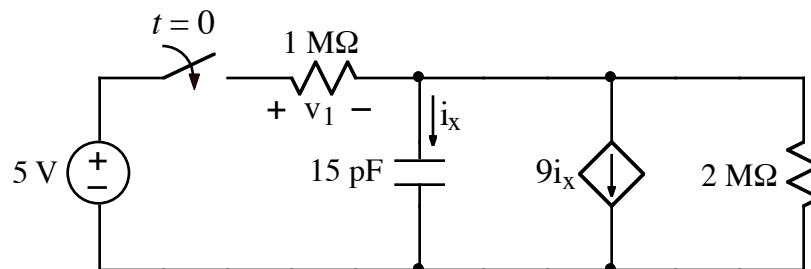 t = 0
1 MΩ
+ v₁ −
iₓ
5 V
+
−
15 pF
9iₓ
2 MΩ